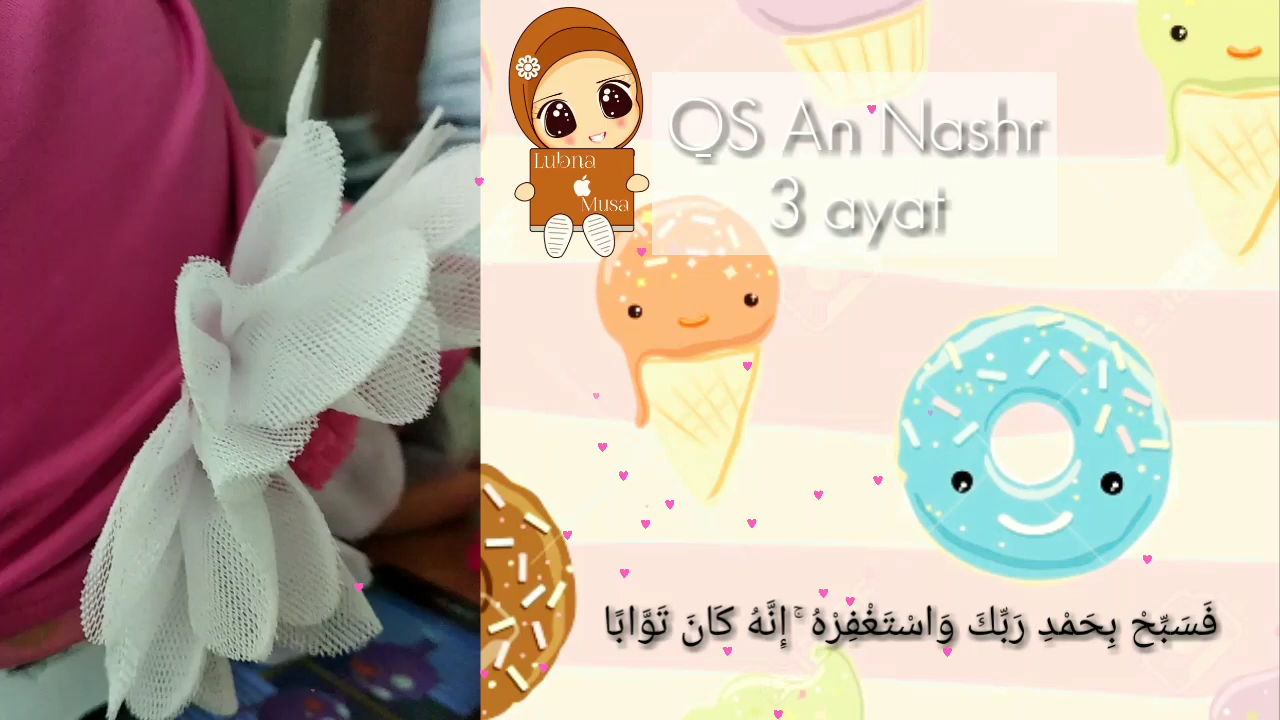 Lubna
Musa
QS An Nashr
3 ayat
فَسَبِّحْ بِحَمْدِ رَبِّكَ وَاسْتَغْفِرْهُ ۚ إِنَّهُ كَانَ تَوَّابًا